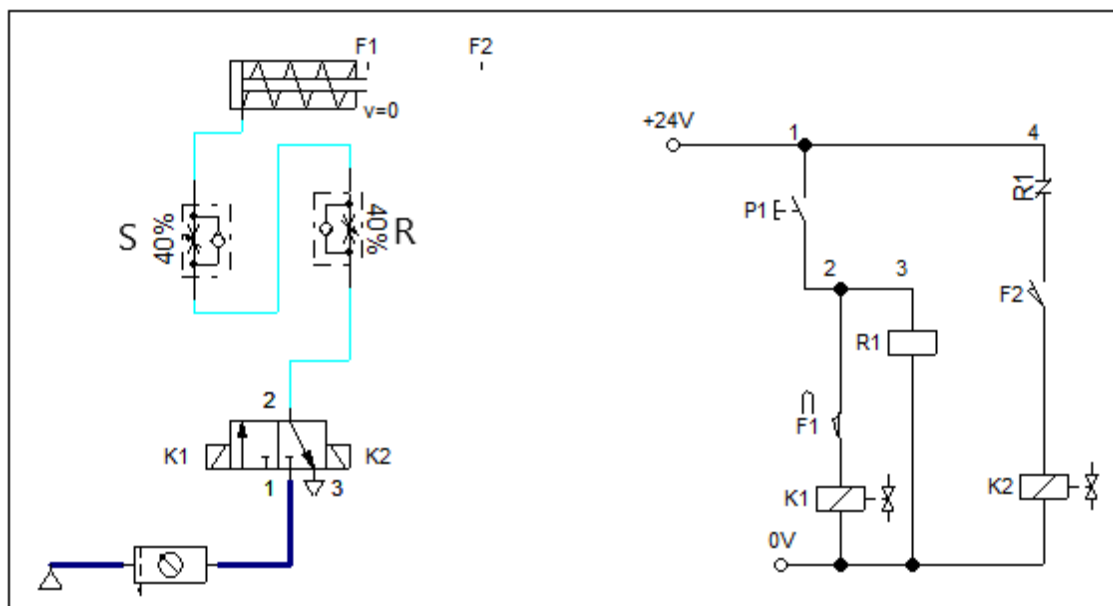 F1 F2
v=0
+24V 1 4
R1
P1
S 40% 40% R
2 3
F2
R1
2
F1
K1 K2
1 3
K1 K2
0V